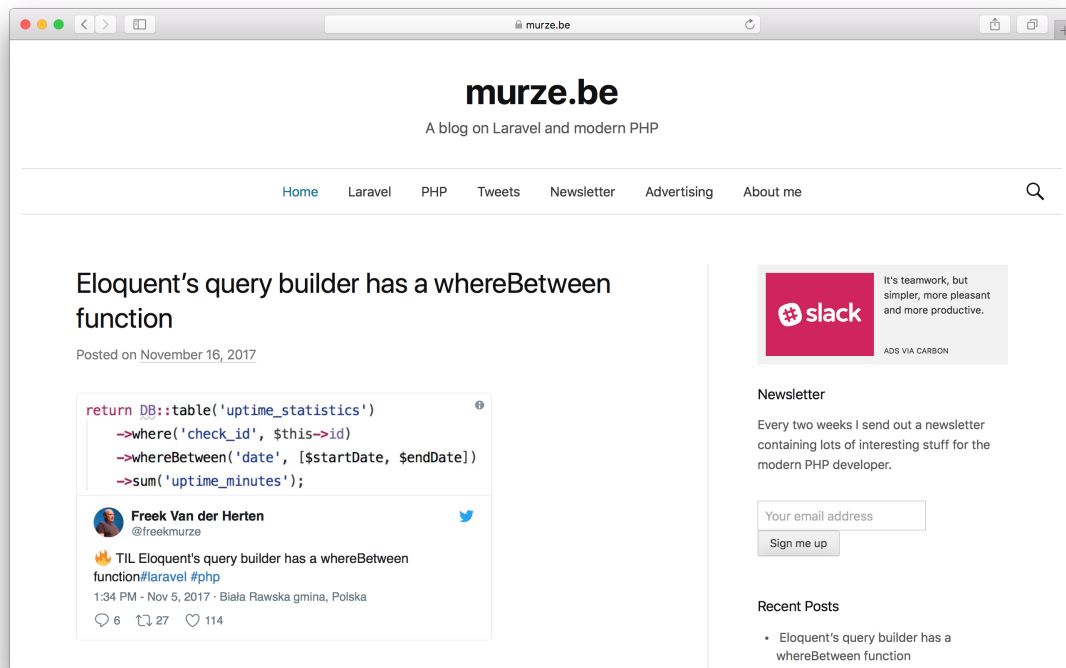 murze.be
murze.be
A blog on Laravel and modern PHP
Home Laravel PHP Tweets Newsletter Advertising About me
Eloquent’s query builder has a whereBetween
function
Posted on November 16, 2017
return DB::table('uptime_statistics')
->where('check_id', $this->id)
->whereBetween('date', [$startDate, $endDate])
->sum('uptime_minutes');
Freek Van der Herten
@freekmurze
🔥 TIL Eloquent's query builder has a whereBetween
function#laravel #php
1:34 PM - Nov 5, 2017 · Biała Rawska gmina, Polska
6 27 114
slack
It's teamwork, but
simpler, more pleasant
and more productive.
ADS VIA CARBON
Newsletter
Every two weeks I send out a newsletter
containing lots of interesting stuff for the
modern PHP developer.
Your email address
Sign me up
Recent Posts
• Eloquent’s query builder has a
whereBetween function